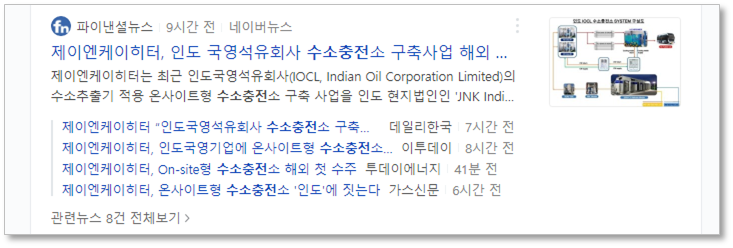 fn 파이낸셜뉴스 9시간 전 네이버뉴스
제이엔케이히터, 인도 국영석유회사 수소충전소 구축사업 해외 ...
제이엔케이히터는 최근 인도국영석유회사(IOCL, Indian Oil Corporation Limited)의
수소추출기 적용 온사이트형 수소충전소 구축 사업을 인도 현지법인인 'JNK Indi...
제이엔케이히터 "인도국영석유회사 수소충전소 구축... 데일리한국 7시간 전
제이엔케이히터, 인도국영기업에 온사이트형 수소충전소... 이투데이 8시간 전
제이엔케이히터, On-site형 수소충전소 해외 첫 수주 투데이에너지 41분 전
제이엔케이히터, 온사이트형 수소충전소 '인도'에 짓는다 가스신문 6시간 전
관련뉴스 8건 전체보기 >
인도 IOCL 수소충전소 SYSTEM 구성도